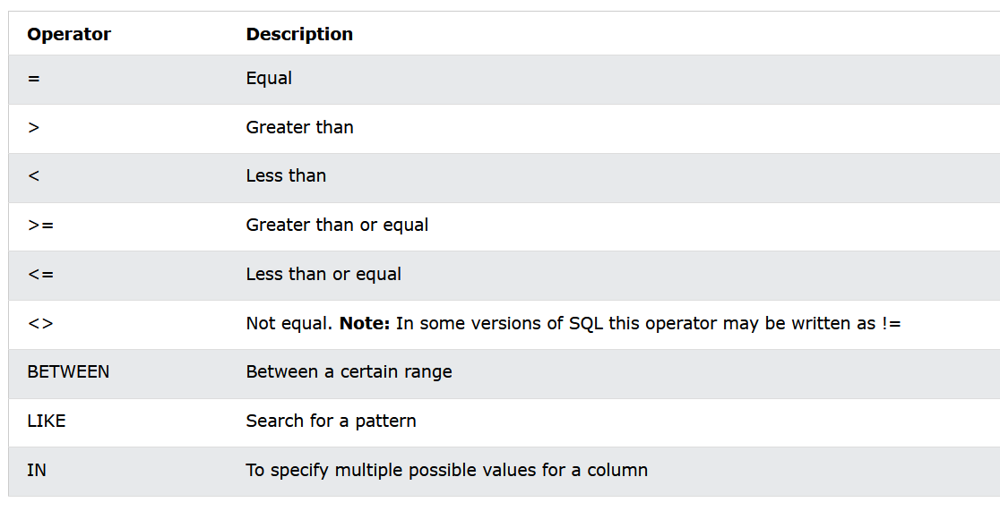 Operator Description
= Equal
> Greater than
< Less than
>= Greater than or equal
<= Less than or equal
<> Not equal. Note: In some versions of SQL this operator may be written as !=
BETWEEN Between a certain range
LIKE Search for a pattern
IN To specify multiple possible values for a column